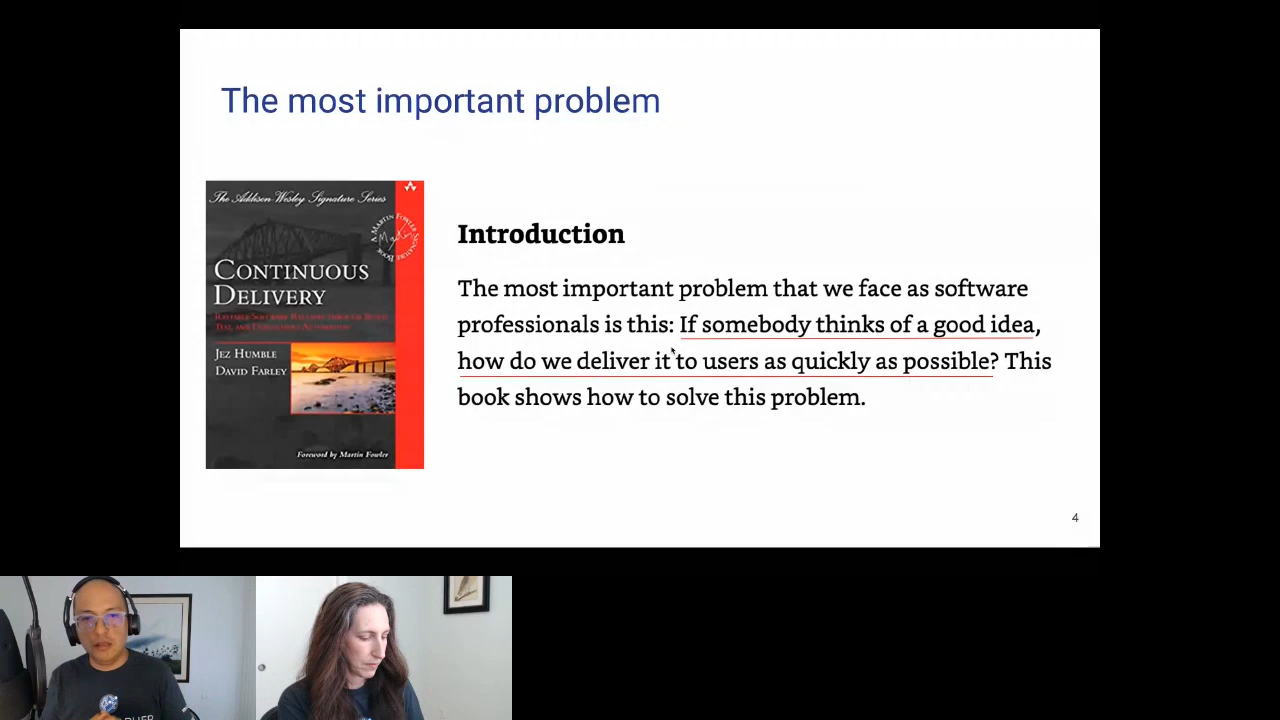 The most important problem
The Addison-Wesley Signature Series
CONTINUOUS
DELIVERY
JEZ HUMBLE
DAVID FARLEY
Foreword by Martin Fowler
Introduction
The most important problem that we face as software
professionals is this: If somebody thinks of a good idea,
how do we deliver it to users as quickly as possible? This
book shows how to solve this problem.
4